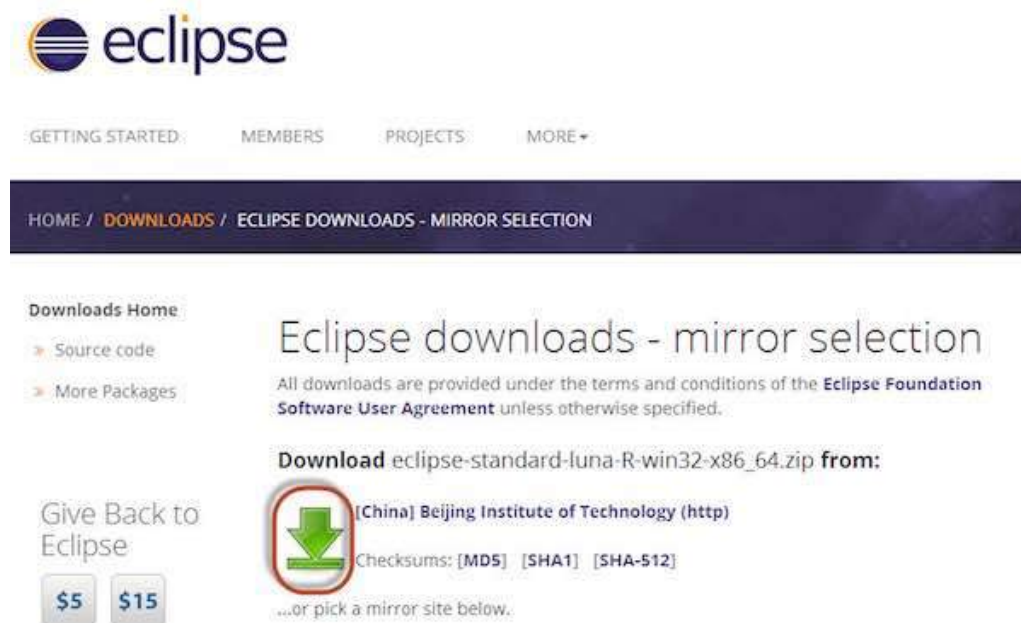 eclipse
GETTING STARTED MEMBERS PROJECTS MORE
HOME / DOWNLOADS / ECLIPSE DOWNLOADS - MIRROR SELECTION
Downloads Home
» Source code
» More Packages
Eclipse downloads - mirror selection
All downloads are provided under the terms and conditions of the Eclipse Foundation
Software User Agreement unless otherwise specified.
Download eclipse-standard-luna-R-win32-x86_64.zip from:
[China] Beijing Institute of Technology (http)
Checksums: [MD5] [SHA1] [SHA-512]
...or pick a mirror site below.
Give Back to
Eclipse
$5 $15